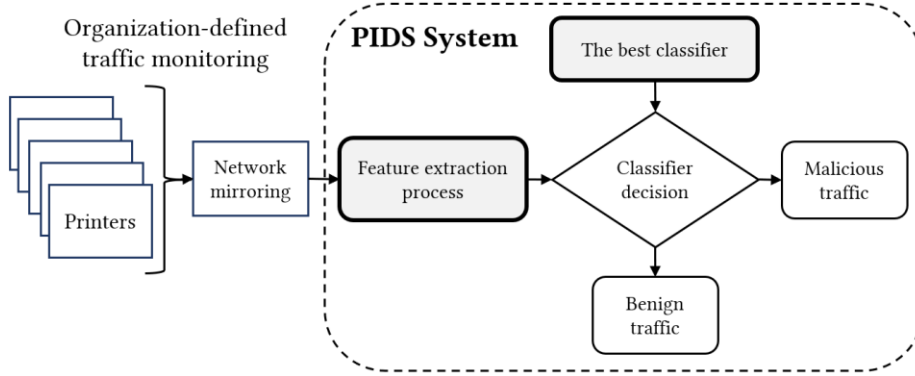 Organization-defined
traffic monitoring
PIDS System
The best classifier
Printers
Network
mirroring
Feature extraction
process
Classifier
decision
Malicious
traffic
Benign
traffic